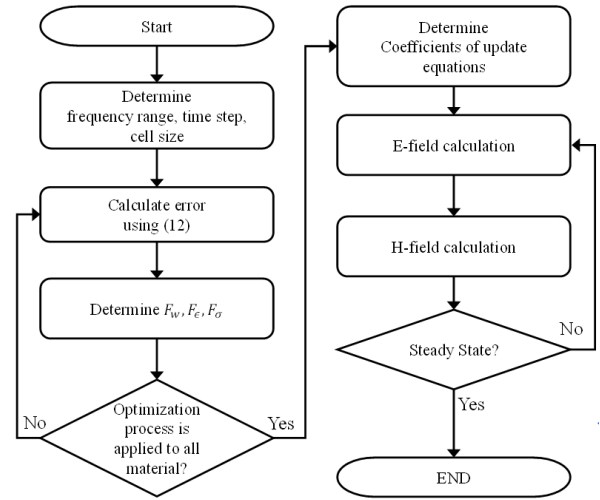 Start
Determine
frequency range, time step,
cell size
Calculate error
using (12)
Determine F_w, F_ϵ, F_σ
Optimization
process is
applied to all
material?
No
Yes
Determine
Coefficients of update
equations
E-field calculation
H-field calculation
Steady State?
No
Yes
END